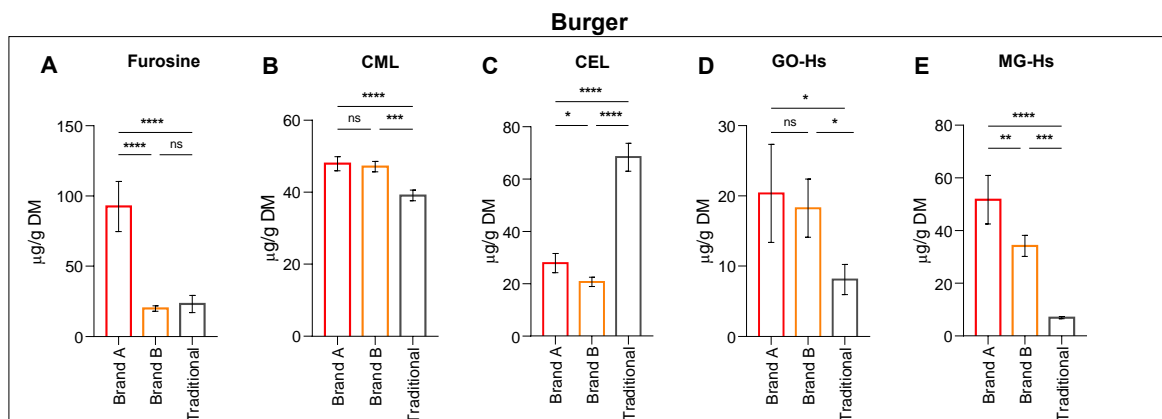 Burger
A
Furosine
****
****
ns
150
100
50
0
µg/g DM
Brand A
Brand B
Traditional
B
CML
****
ns
***
60
40
20
0
µg/g DM
Brand A
Brand B
Traditional
C
CEL
****
*
****
80
60
40
20
0
µg/g DM
Brand A
Brand B
Traditional
D
GO-Hs
*
ns
*
30
20
10
0
µg/g DM
Brand A
Brand B
Traditional
E
MG-Hs
****
**
***
80
60
40
20
0
µg/g DM
Brand A
Brand B
Traditional